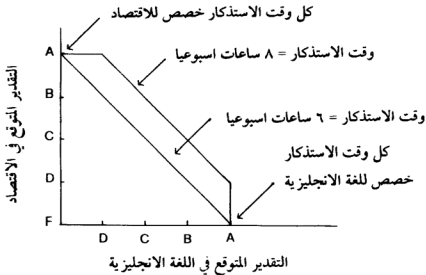 كل وقت الاستذكار خصص للاقتصاد
وقت الاستذكار = ٨ ساعات اسبوعيا
وقت الاستذكار = ٦ ساعات اسبوعيا
كل وقت الاستذكار
خصص للغة الانجليزية
التقدير المتوقع في الاقتصاد
A
B
C
D
F
D C B A
التقدير المتوقع في اللغة الانجليزية